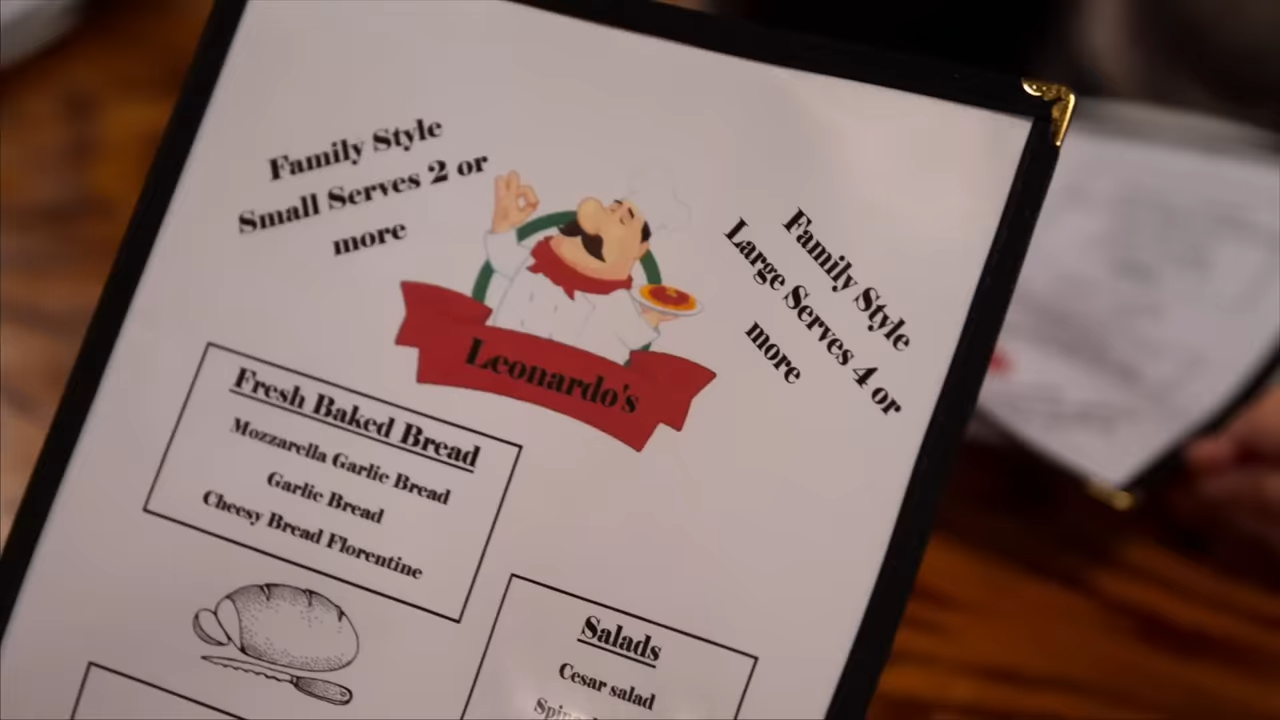 Family Style
Small Serves 2 or
more
Family Style
Large Serves 4 or
more
Leonardo's
Fresh Baked Bread
Mozzarella Garlic Bread
Garlic Bread
Cheesy Bread Florentine
Salads
Cesar salad